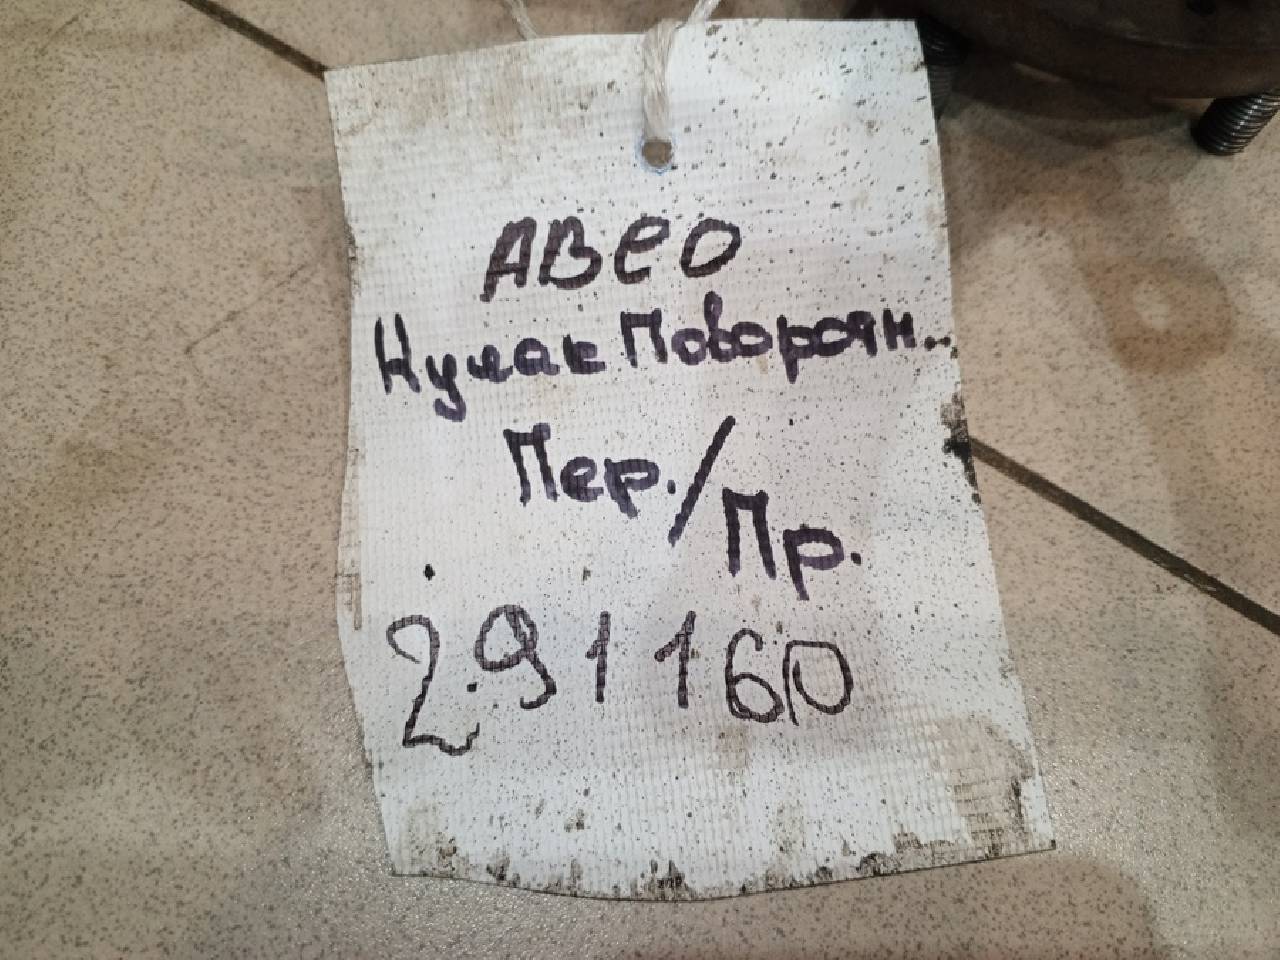 АВЕО
Кулак Поворотн..
Пер./Пр.
291160